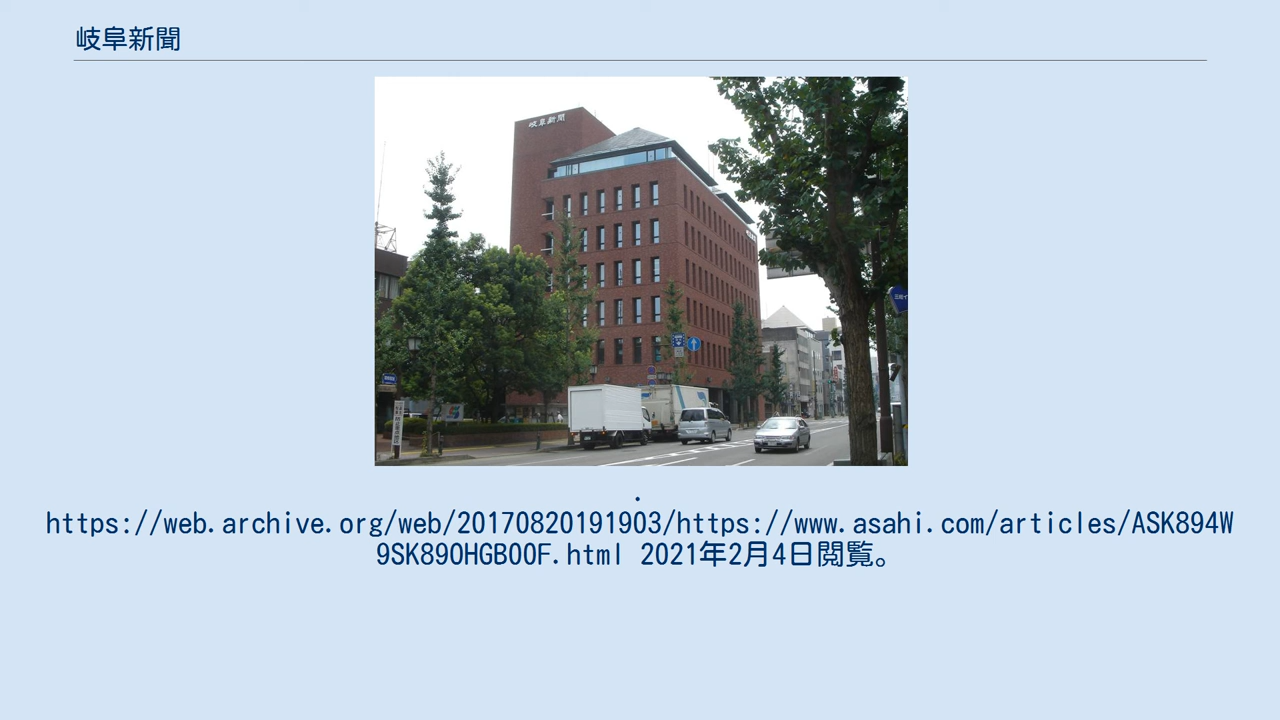 岐阜新聞
岐阜新聞
.
https://web.archive.org/web/20170820191903/https://www.asahi.com/articles/ASK894W
9SK89OHGB00F.html 2021年2月4日閲覧。